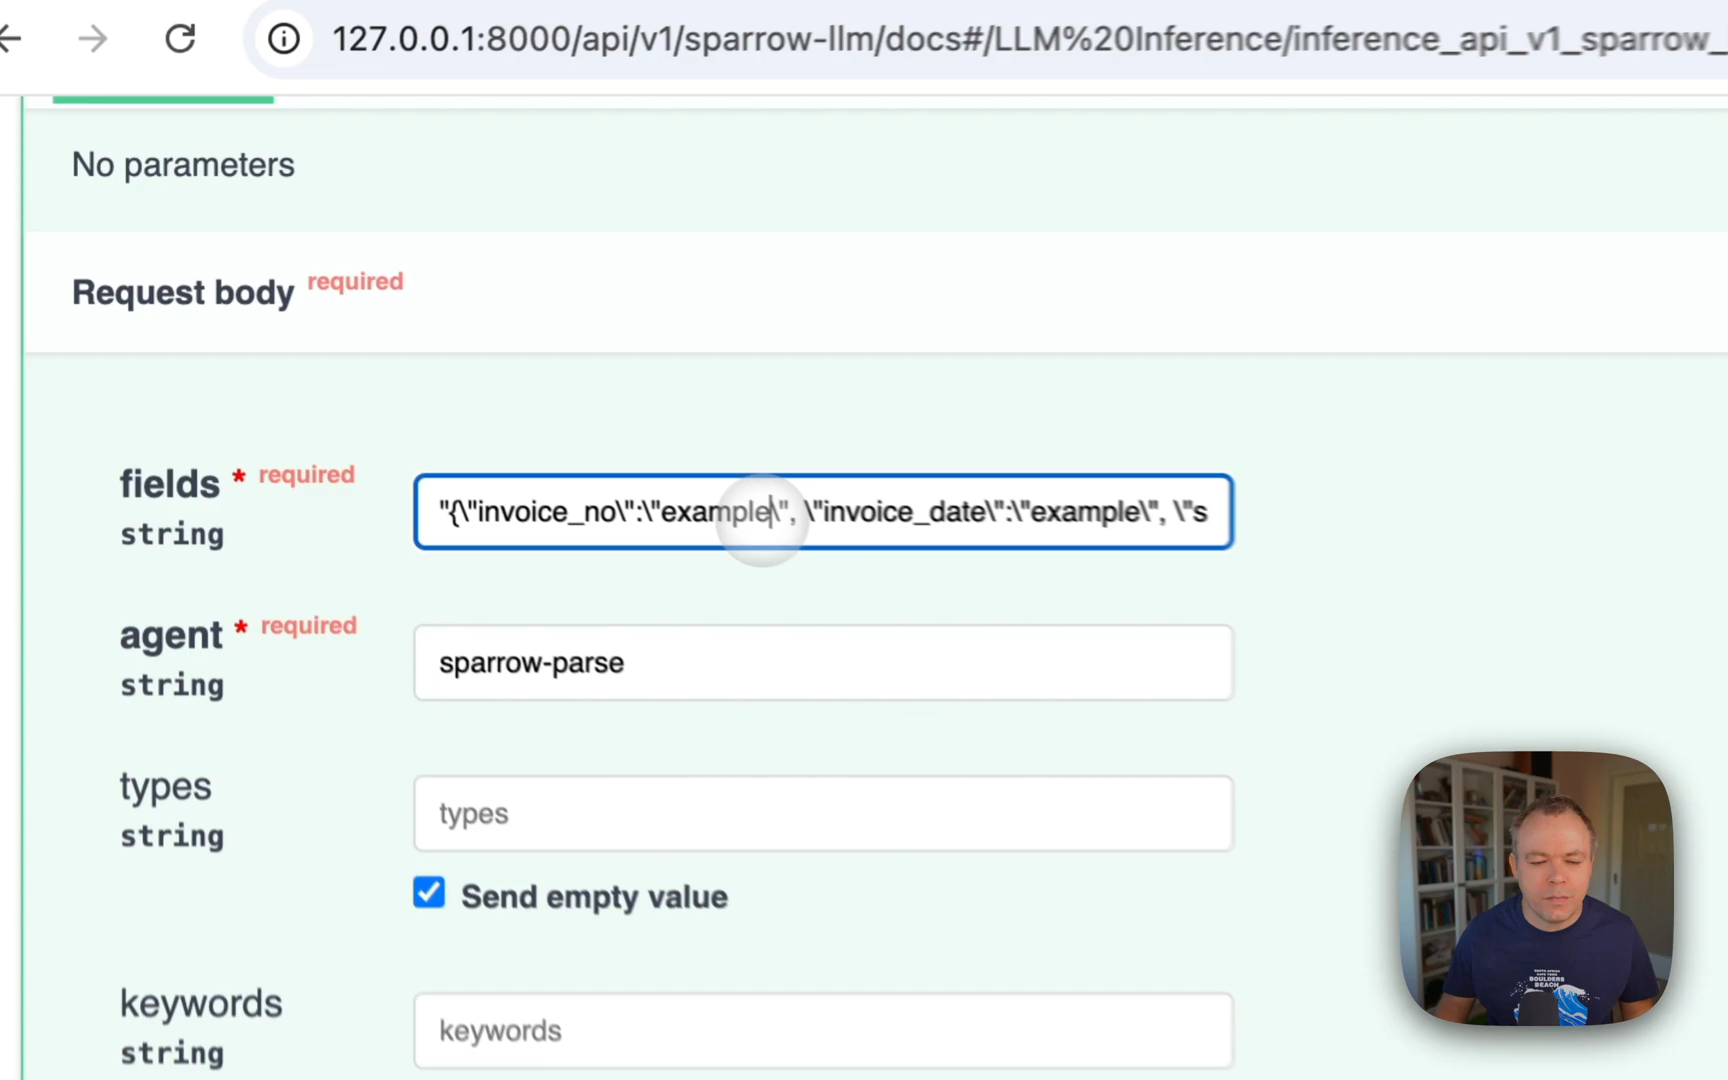 127.0.0.1:8000/api/v1/sparrow-llm/docs#/LLM%20Inference/inference_api_v1_sparrow_
No parameters
Request body required
fields * required
string
"{\"invoice_no\":\"example\", \"invoice_date\":\"example\", \"s
agent * required
string
sparrow-parse
types
string
types
Send empty value
keywords
string
keywords
BOULDERS
BEACH